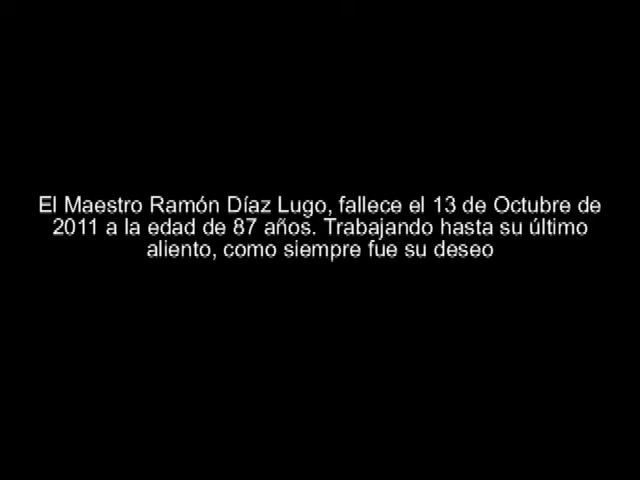 El Maestro Ramón Díaz Lugo, fallece el 13 de Octubre de
2011 a la edad de 87 años. Trabajando hasta su último
aliento, como siempre fue su deseo